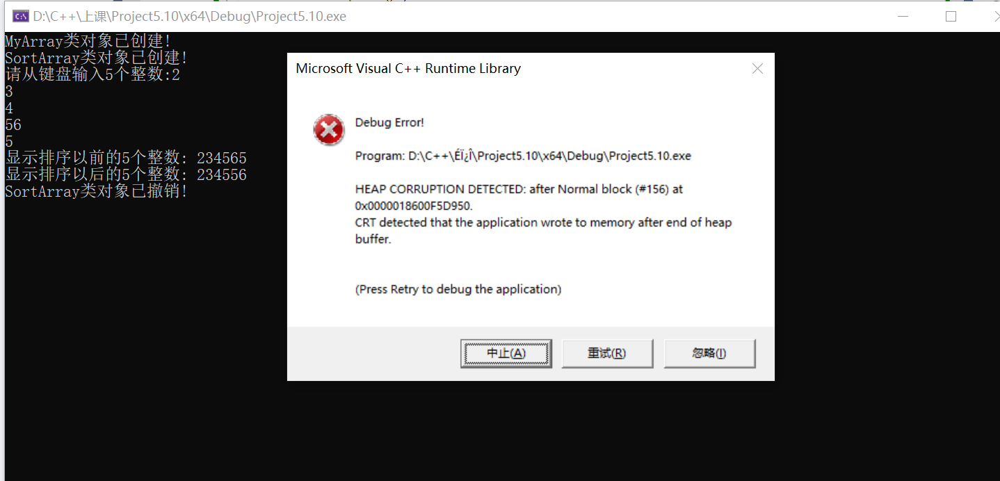 D:\C++\上课\Project5.10\x64\Debug\Project5.10.exe
MyArray类对象已创建!
SortArray类对象已创建!
请从键盘输入5个整数:2
3
4
56
5
显示排序以前的5个整数: 234565
显示排序以后的5个整数: 234556
SortArray类对象已撤销!
Microsoft Visual C++ Runtime Library
Debug Error!
Program: D:\C++\ÉÏ¿Î\Project5.10\x64\Debug\Project5.10.exe
HEAP CORRUPTION DETECTED: after Normal block (#156) at
0x0000018600F5D950.
CRT detected that the application wrote to memory after end of heap
buffer.
(Press Retry to debug the application)
中止(A)
重试(R)
忽略(I)